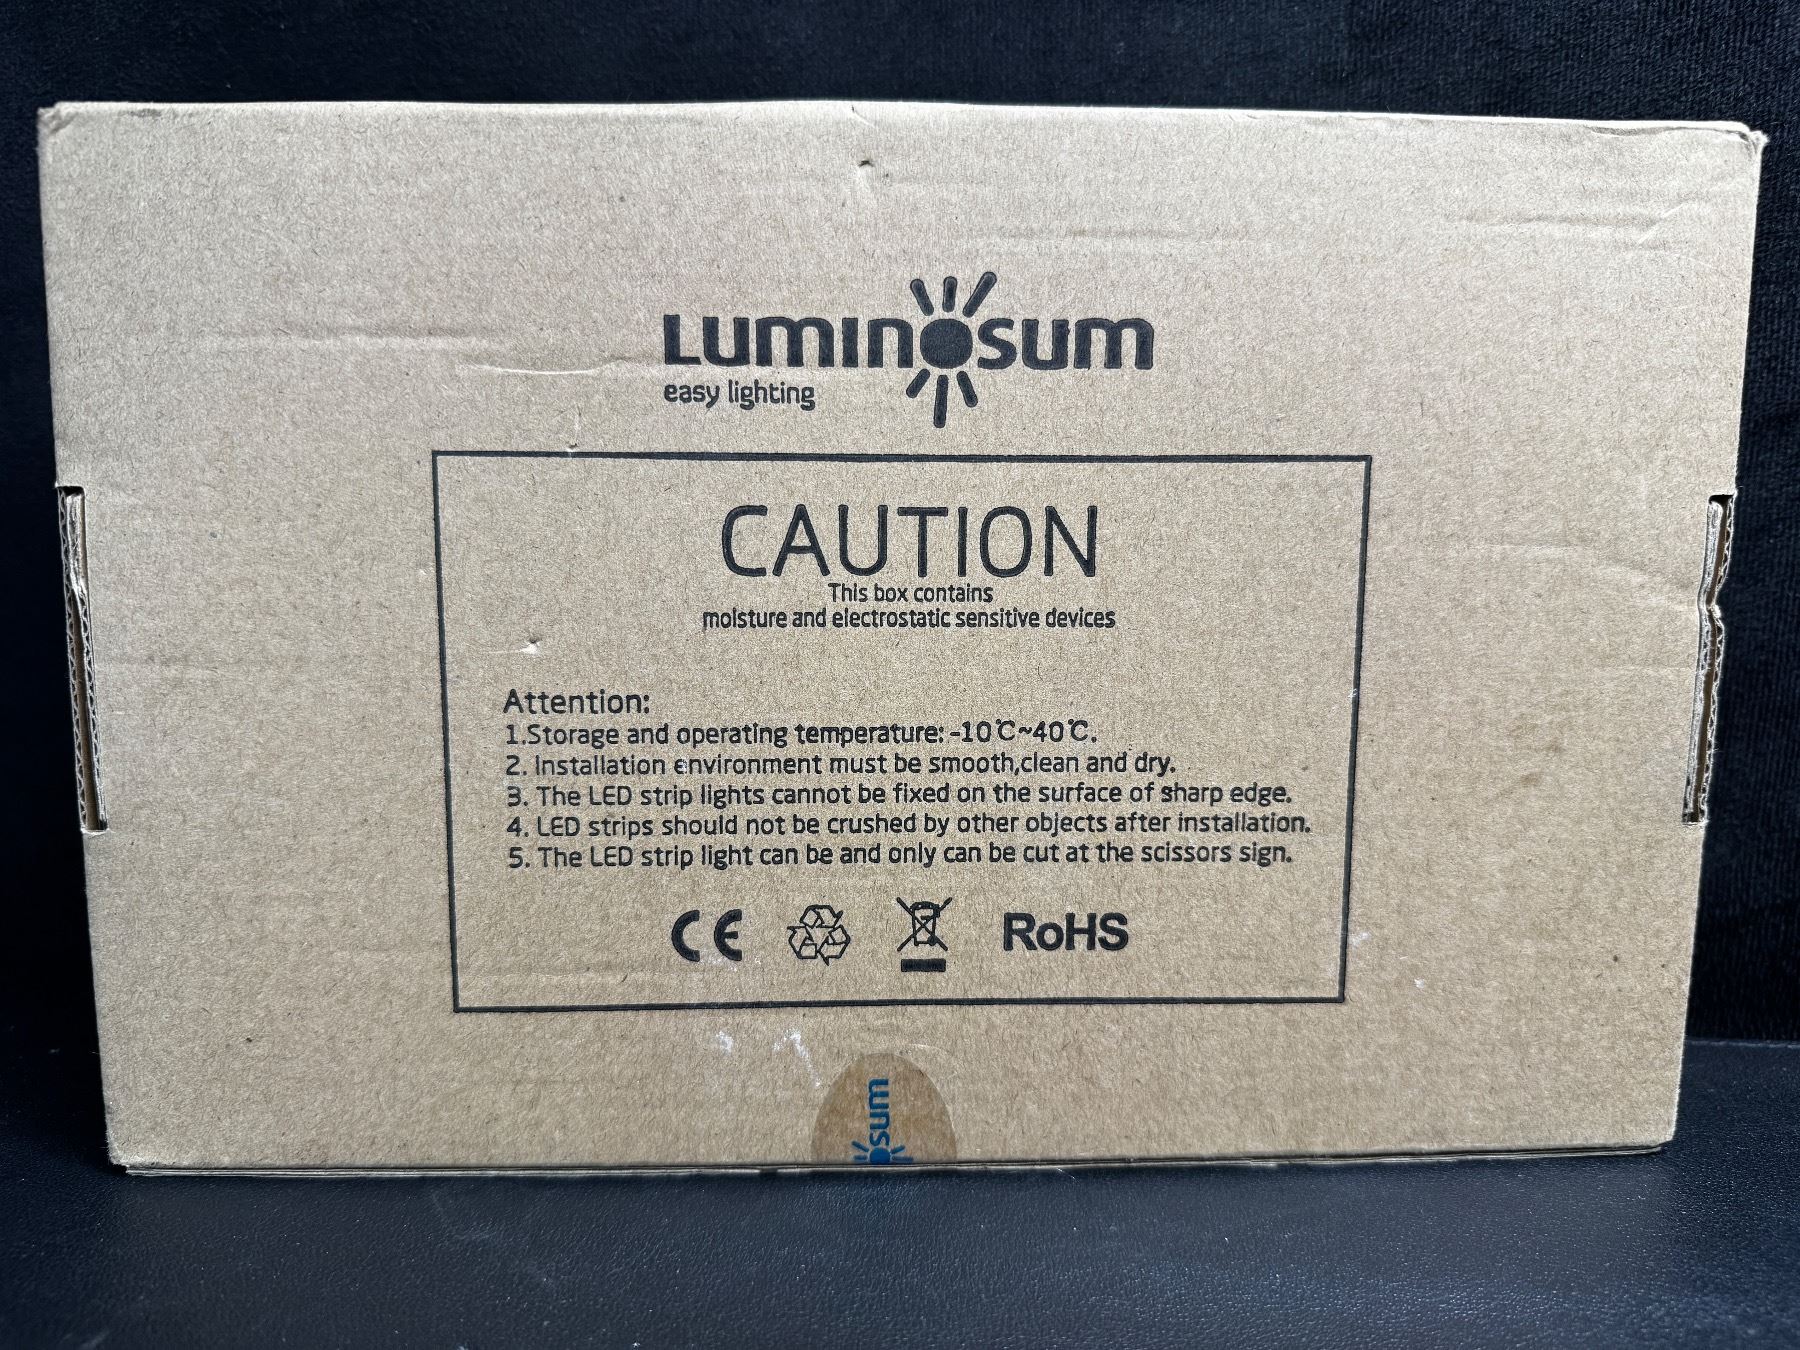 LUMINOSUM
easy lighting
CAUTION
This box contains
moisture and electrostatic sensitive devices
Attention:
1.Storage and operating temperature: -10℃~40℃.
2. Installation environment must be smooth,clean and dry.
3. The LED strip lights cannot be fixed on the surface of sharp edge.
4. LED strips should not be crushed by other objects after installation.
5. The LED strip light can be and only can be cut at the scissors sign.
CE RoHS
sum